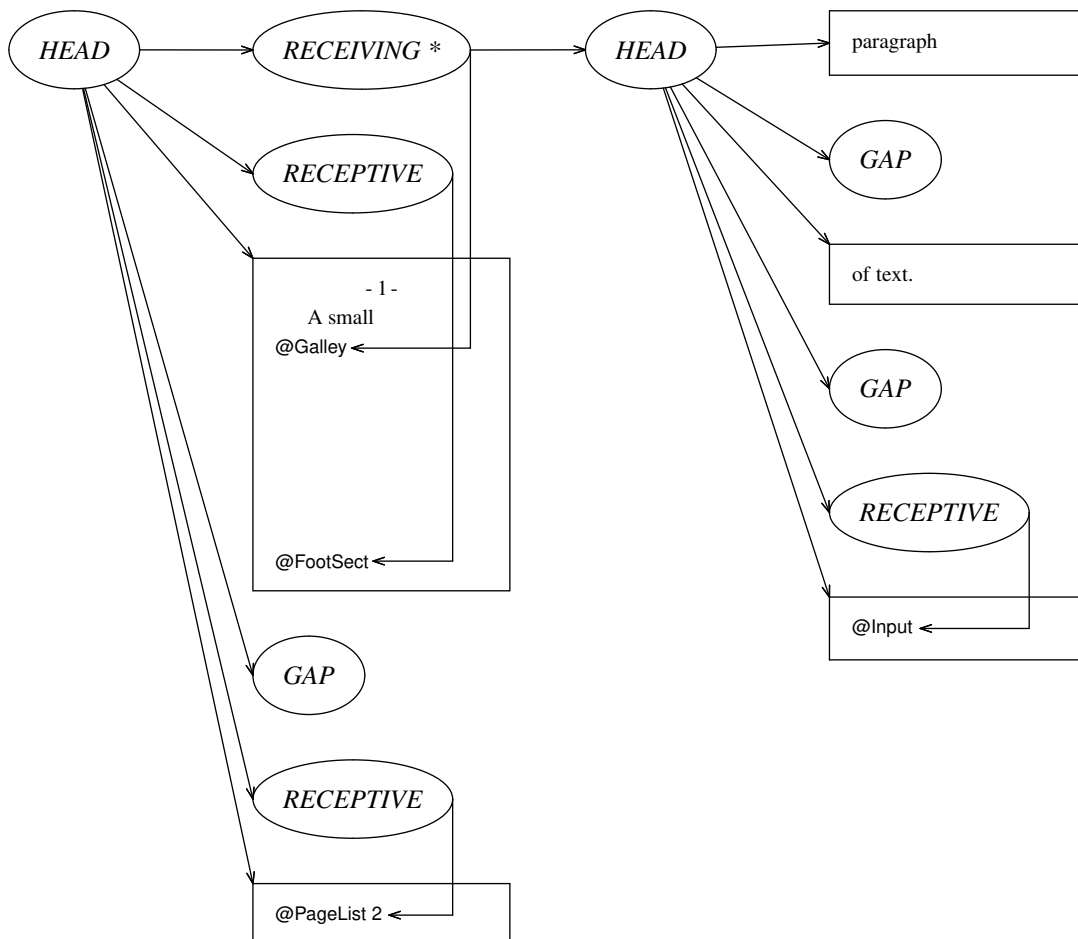 HEAD
RECEIVING *
HEAD
paragraph
GAP
RECEPTIVE
of text.
- 1 -
A small
@Galley
GAP
RECEPTIVE
@FootSect
@Input
GAP
RECEPTIVE
@PageList 2